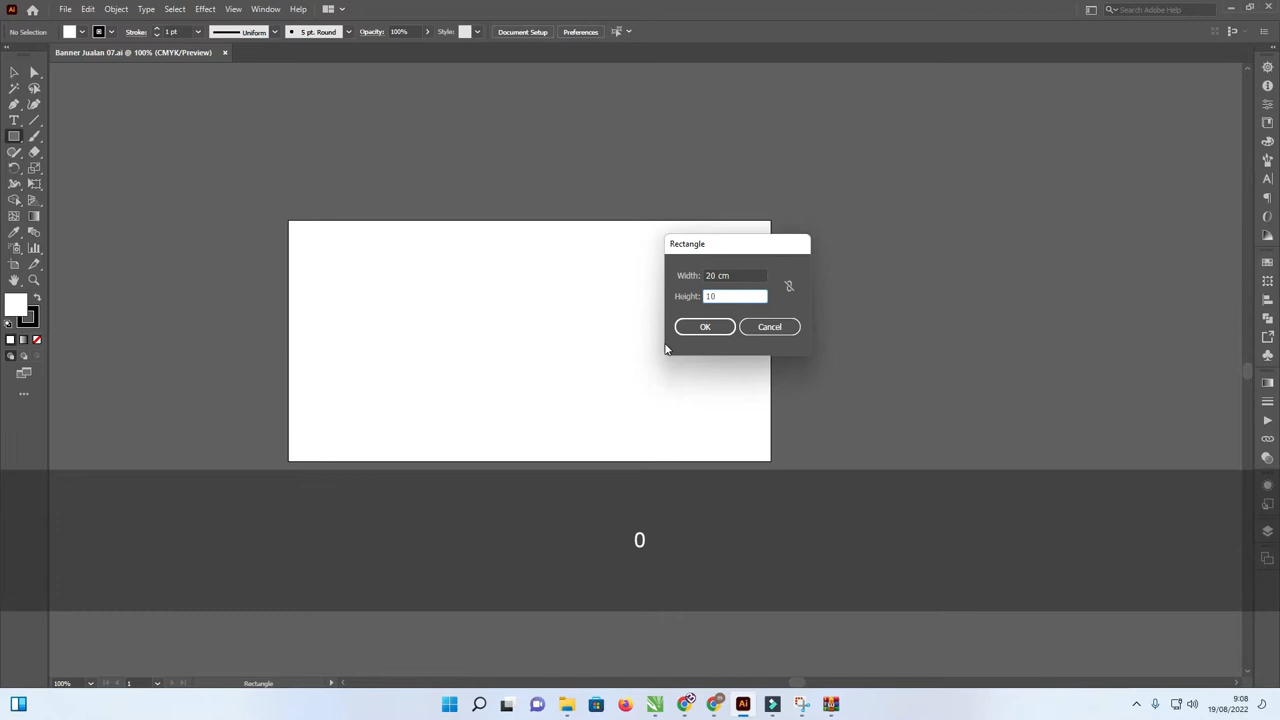 Ai File Edit Object Type Select Effect View Window Help Search Adobe Help
No Selection Stroke: 1 pt Uniform 5 pt. Round Opacity: 100% Style: Document Setup Preferences
Banner Jualan 07.ai @ 100% (CMYK/Preview)
Rectangle
Width: 20 cm
Height: 10
OK Cancel
0
100% 1 Rectangle
Ai
9:08
19/08/2022